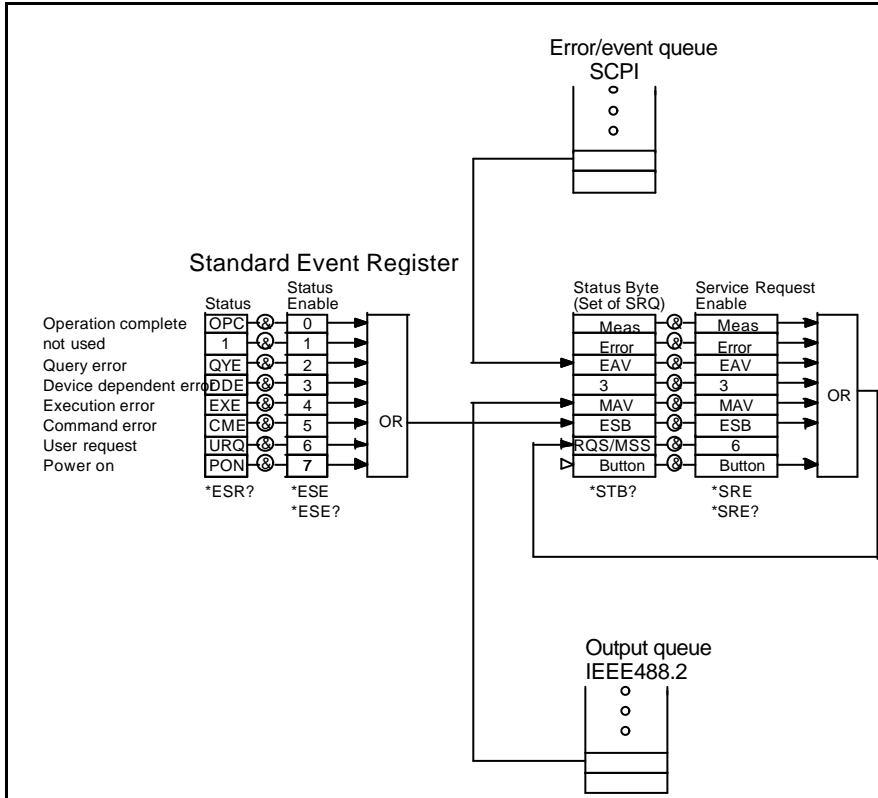 Error/event queue
SCPI
Standard Event Register
Status
Status
Enable
Operation complete OPC & 0
not used 1 & 1
Query error QYE & 2
Device dependent error DDE & 3
Execution error EXE & 4
Command error CME & 5
User request URQ & 6
Power on PON & 7
OR
*ESR? *ESE
*ESE?
Status Byte Service Request
(Set of SRQ) Enable
Meas & Meas
Error & Error
EAV & EAV
3 & 3
MAV & MAV
ESB & ESB
RQS/MSS & 6
Button & Button
OR
*STB? *SRE
*SRE?
Output queue
IEEE488.2